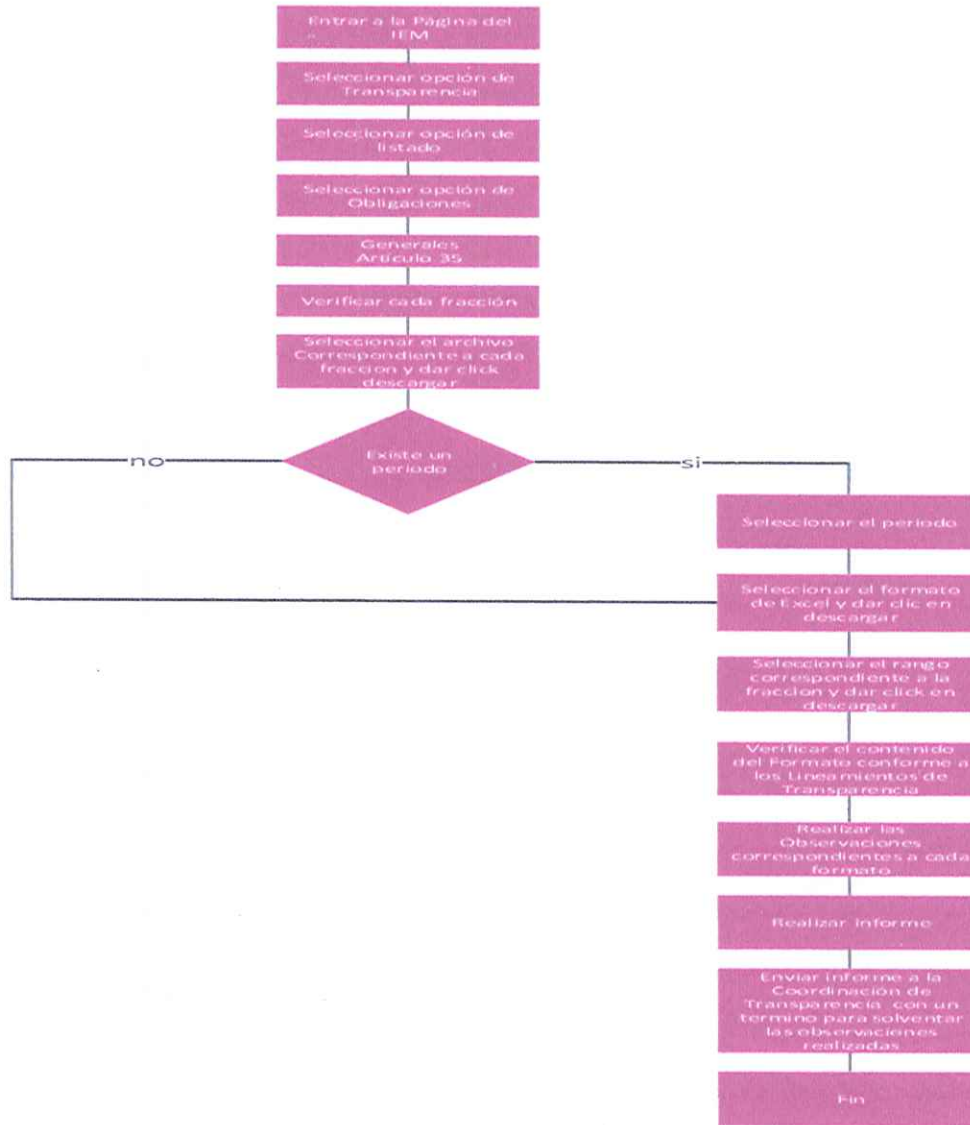 Entrar a la Página del
IEM
Seleccionar opción de
Transparencia
Seleccionar opción de
listado
Seleccionar opción de
Obligaciones
Generales
Artículo 35
Verificar cada fracción
Seleccionar el archivo
Correspondiente a cada
fraccion y dar click
descargar
Existe un
periodo
no
si
Seleccionar el periodo
Seleccionar el formato
de Excel y dar clic en
descargar
Seleccionar el rango
correspondiente a la
fraccion y dar click en
descargar
Verificar el contenido
del Formato conforme a
los Lineamientos de
Transparencia
Realizar las
Observaciones
correspondientes a cada
formato
Realizar informe
Enviar informe a la
Coordinación de
Transparencia con un
termino para solventar
las observaciones
realizadas
Fin